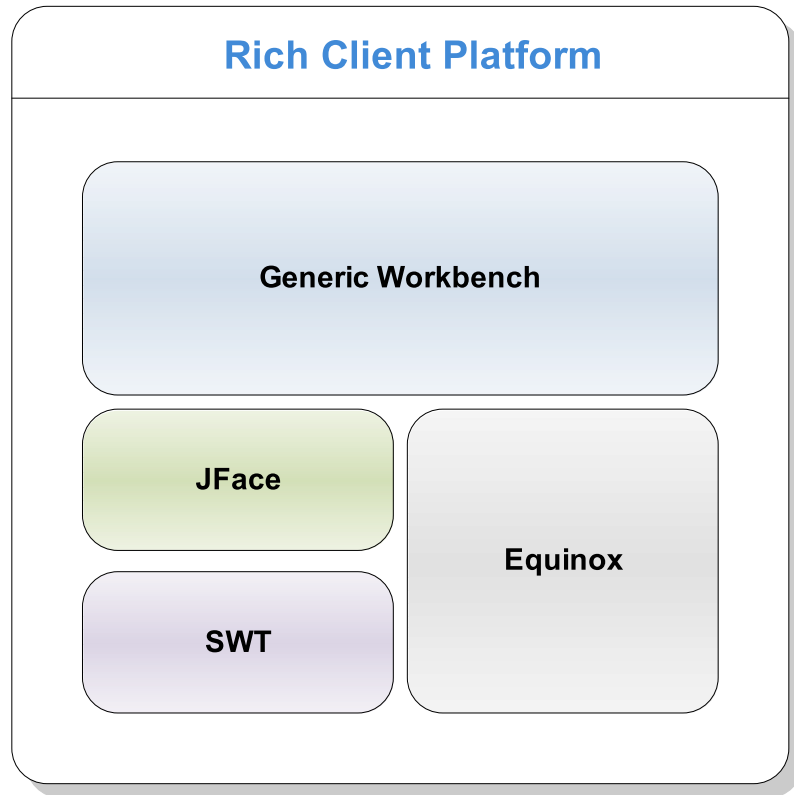 Rich Client Platform
Generic Workbench
JFace
Equinox
SWT